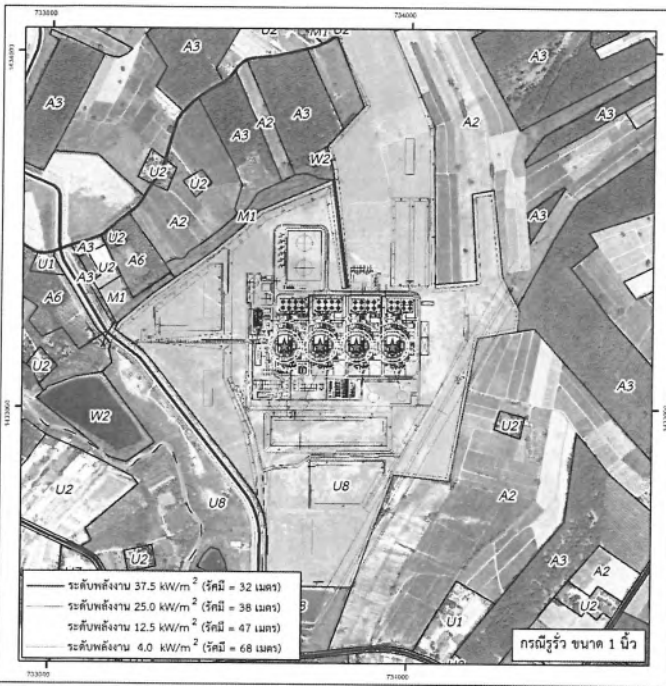 733000
734000
U2
M1
A3
A3
A3
A3
A2
A3
A2
A3
W2
U2
U2
A2
M1
A3
U2
A3
U2
A6
U1
A3
A6
M1
U2
A3
W2
U2
A2
U2
U8
U8
A3
A2
U2
U1
U2
ระดับพลังงาน 37.5 kW/m² (รัศมี = 32 เมตร)
ระดับพลังงาน 25.0 kW/m² (รัศมี = 38 เมตร)
ระดับพลังงาน 12.5 kW/m² (รัศมี = 47 เมตร)
ระดับพลังงาน 4.0 kW/m² (รัศมี = 68 เมตร)
กรณีรูรั่ว ขนาด 1 นิ้ว
733000
734000